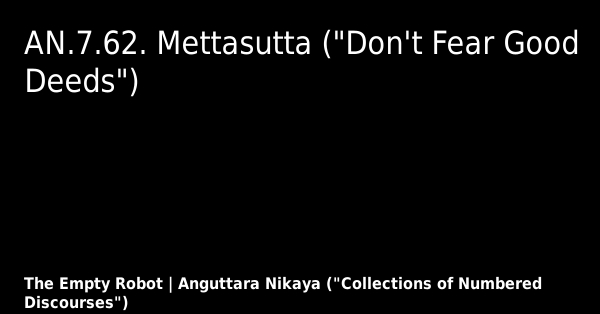 AN.7.62. Mettasutta ("Don't Fear Good
Deeds")
The Empty Robot | Anguttara Nikaya ("Collections of Numbered
Discourses")